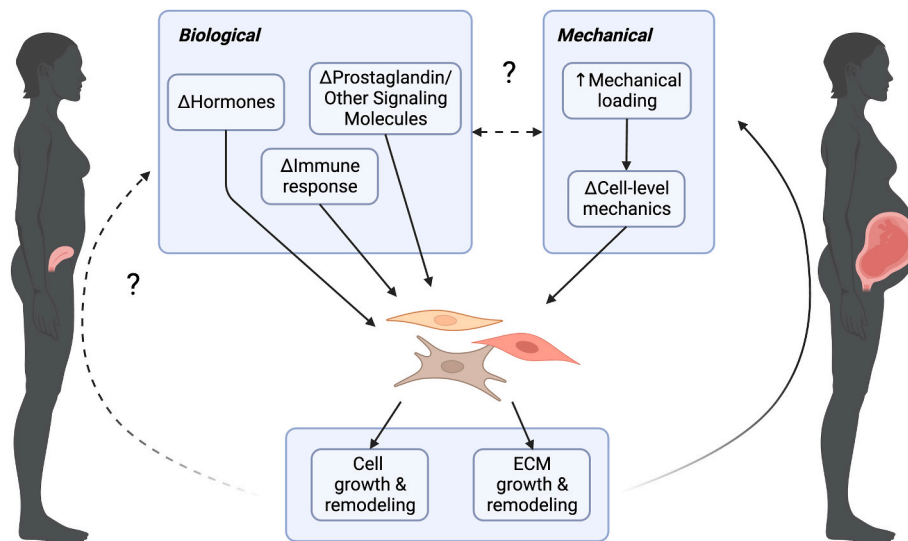 Biological
ΔHormones
ΔProstaglandin/
Other Signaling
Molecules
ΔImmune
response
?
Mechanical
↑Mechanical
loading
ΔCell-level
mechanics
?
Cell
growth &
remodeling
ECM
growth &
remodeling